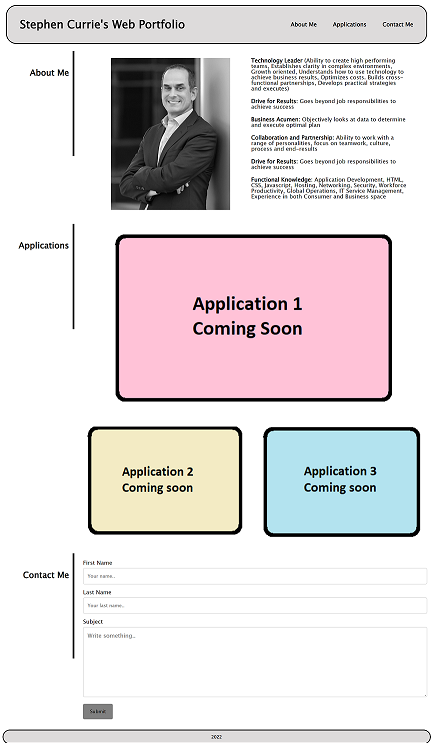 Stephen Currie's Web Portfolio
About Me Applications Contact Me
About Me
Technology Leader (Ability to create high performing
teams, Establishes clarity in complex environments,
Growth oriented, Understands how to use technology to
achieve business results, Optimizes costs, Builds cross-
functional partnerships, Develops practical strategies
and executes)
Drive for Results: Goes beyond job responsibilities to
achieve success
Business Acumen: Objectively looks at data to determine
and execute optimal plan
Collaboration and Partnership: Ability to work with a
range of personalities, focus on teamwork, culture,
process and end-results
Drive for Results: Goes beyond job responsibilities to
achieve success
Functional Knowledge: Application Development, HTML,
CSS, Javascript, Hosting, Networking, Security, Workforce
Productivity, Global Operations, IT Service Management,
Experience in both Consumer and Business space
Applications
Application 1
Coming Soon
Application 2
Coming soon
Application 3
Coming soon
Contact Me
First Name
Your name..
Last Name
Your last name..
Subject
Write something..
Submit
2022